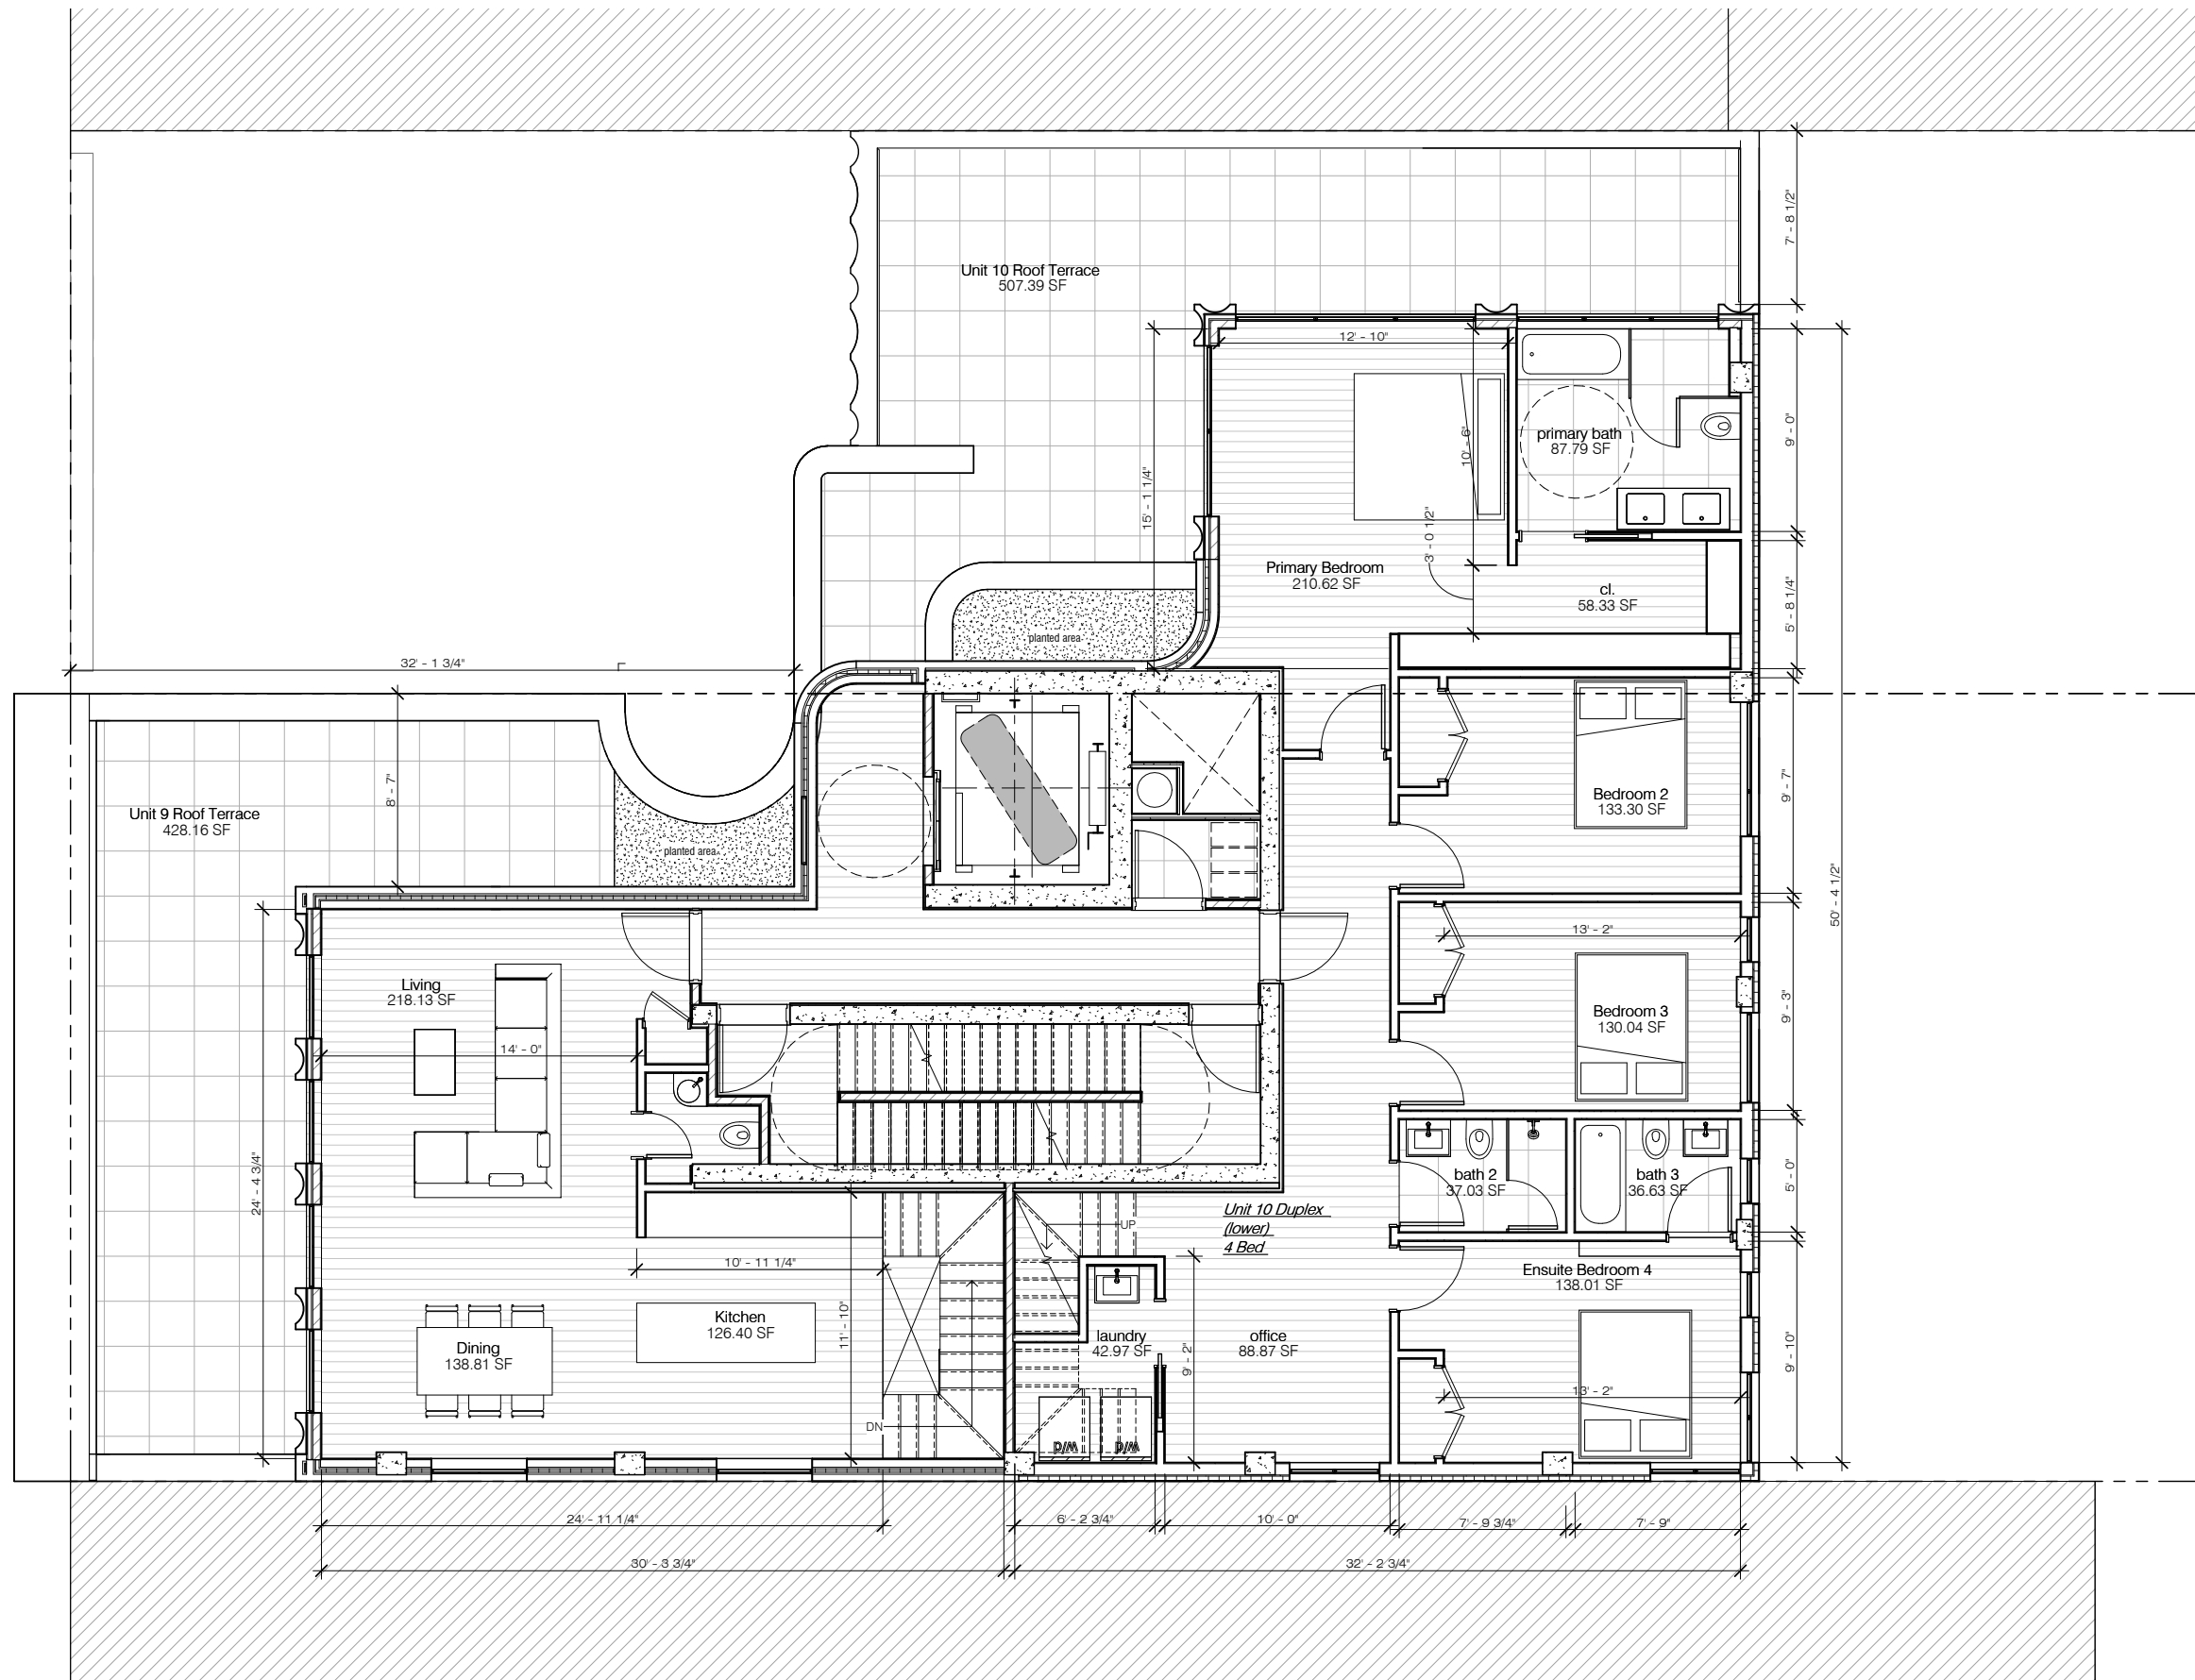 7' - 8 1/2"
Unit 10 Roof Terrace
507.39 SF
12' - 10"
10' - 6"
primary bath
87.79 SF
9' - 0"
15' - 1 1/4"
3' - 0 1/2"
Primary Bedroom
210.62 SF
cl.
58.33 SF
5' - 8 1/4"
planted area
32' - 1 3/4"
8' - 7"
Unit 9 Roof Terrace
428.16 SF
planted area
Bedroom 2
133.30 SF
9' - 7"
50' - 4 1/2"
13' - 2"
Living
218.13 SF
Bedroom 3
130.04 SF
9' - 3"
14' - 0"
24' - 4 3/4"
bath 2
37.03 SF
bath 3
36.63 SF
5' - 0"
Unit 10 Duplex
(lower)
4 Bed
UP
10' - 11 1/4"
Ensuite Bedroom 4
138.01 SF
Kitchen
126.40 SF
11' - 10"
Dining
138.81 SF
laundry
42.97 SF
9' - 2"
office
88.87 SF
9' - 10"
13' - 2"
DN
W/D
W/D
24' - 11 1/4"
6' - 2 3/4"
10' - 0"
7' - 9 3/4"
7' - 9"
30' - 3 3/4"
32' - 2 3/4"